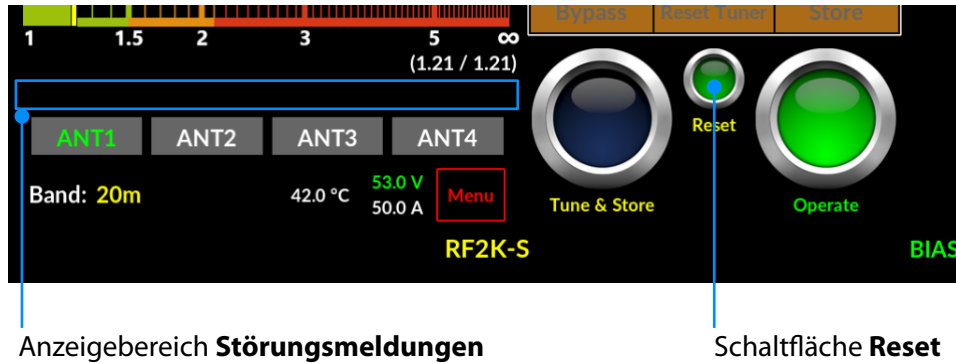 Bypass Reset Tuner Store
1 1.5 2 3 5 ∞
(1.21 / 1.21)
Reset
ANT1 ANT2 ANT3 ANT4
Band: 20m 42.0 °C 53.0 V
50.0 A
Menu
Tune & Store Operate
RF2K-S BIAS
Anzeigebereich Störungsmeldungen Schaltfläche Reset